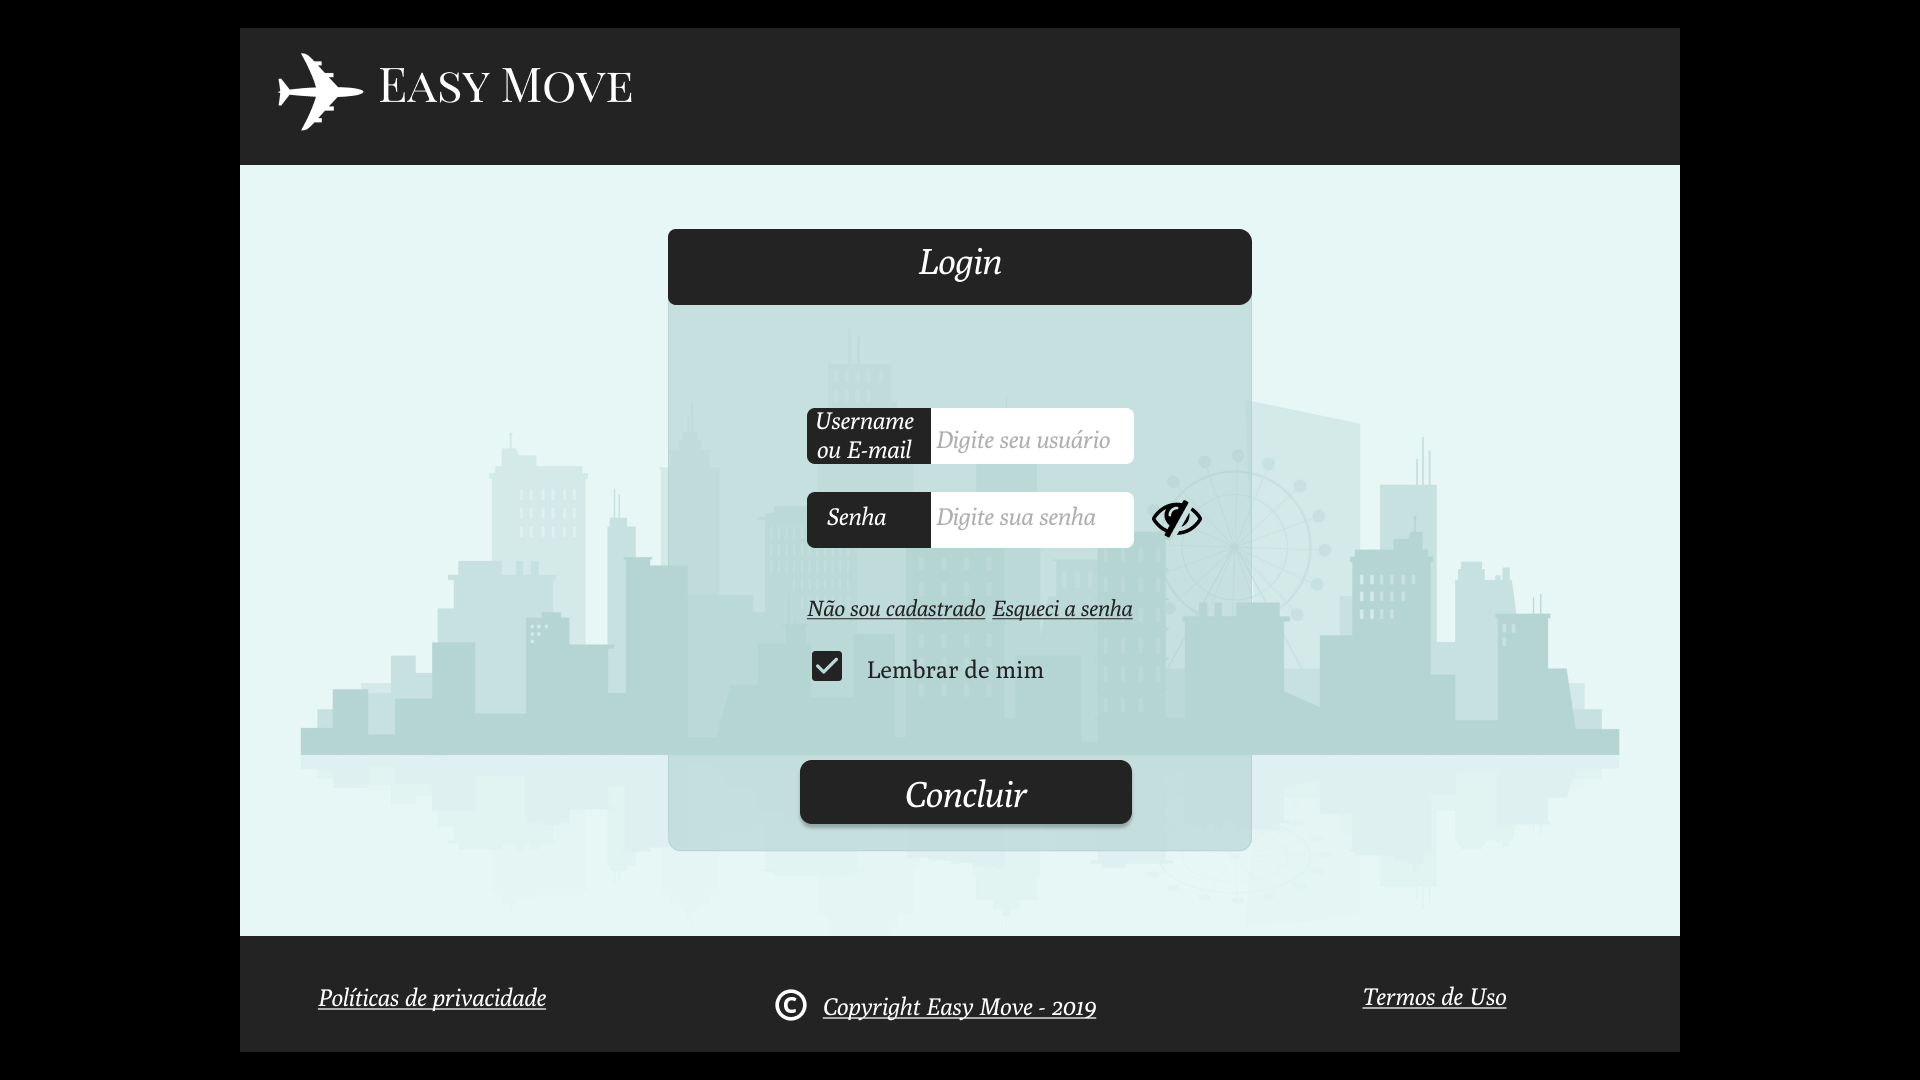 EASY MOVE
Login
Username
ou E-mail
Digite seu usuário
Senha
Digite sua senha
Não sou cadastrado Esqueci a senha
Lembrar de mim
Concluir
Políticas de privacidade
© Copyright Easy Move - 2019
Termos de Uso